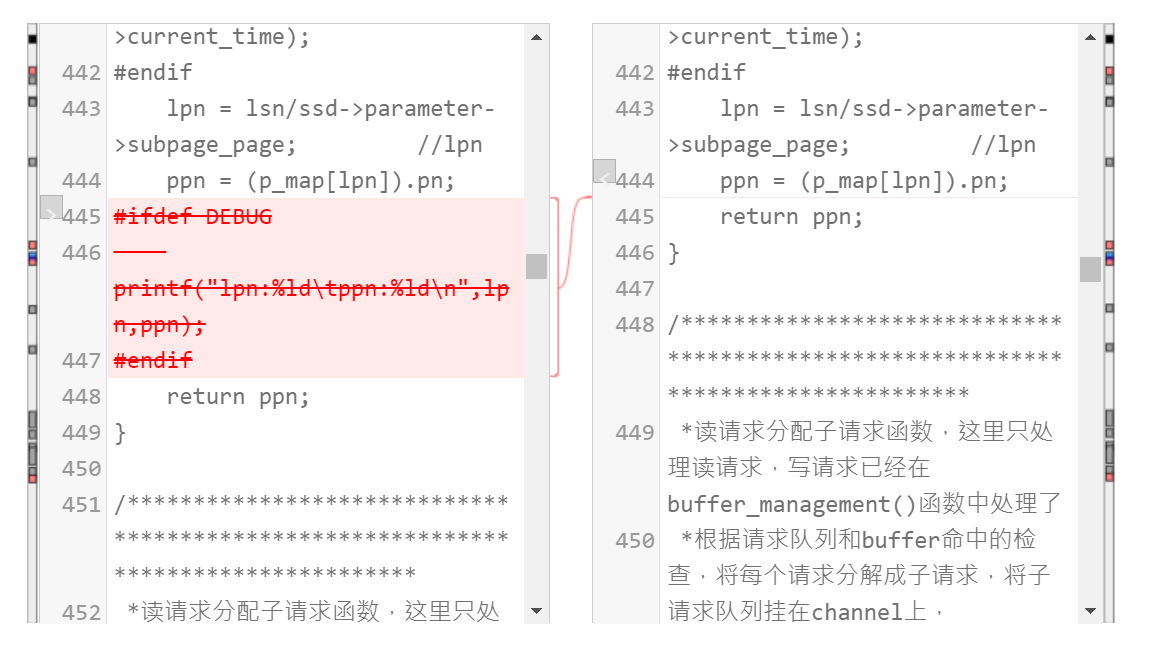 >current_time);
442 #endif
443     lpn = lsn/ssd->parameter-
>subpage_page;         //lpn
444     ppn = (p_map[lpn]).pn;
445 #ifdef DEBUG
446
printf("lpn:%ld\tppn:%ld\n",lp
n,ppn);
447 #endif
448     return ppn;
449 }
450
451 /*****************************
******************************
***********************
452  *读请求分配子请求函数，这里只处
>current_time);
442 #endif
443     lpn = lsn/ssd->parameter-
>subpage_page;         //lpn
444     ppn = (p_map[lpn]).pn;
445     return ppn;
446 }
447
448 /*****************************
******************************
***********************
449  *读请求分配子请求函数，这里只处
理读请求，写请求已经在
buffer_management()函数中处理了
450  *根据请求队列和buffer命中的检
查，将每个请求分解成子请求，将子
请求队列挂在channel上，